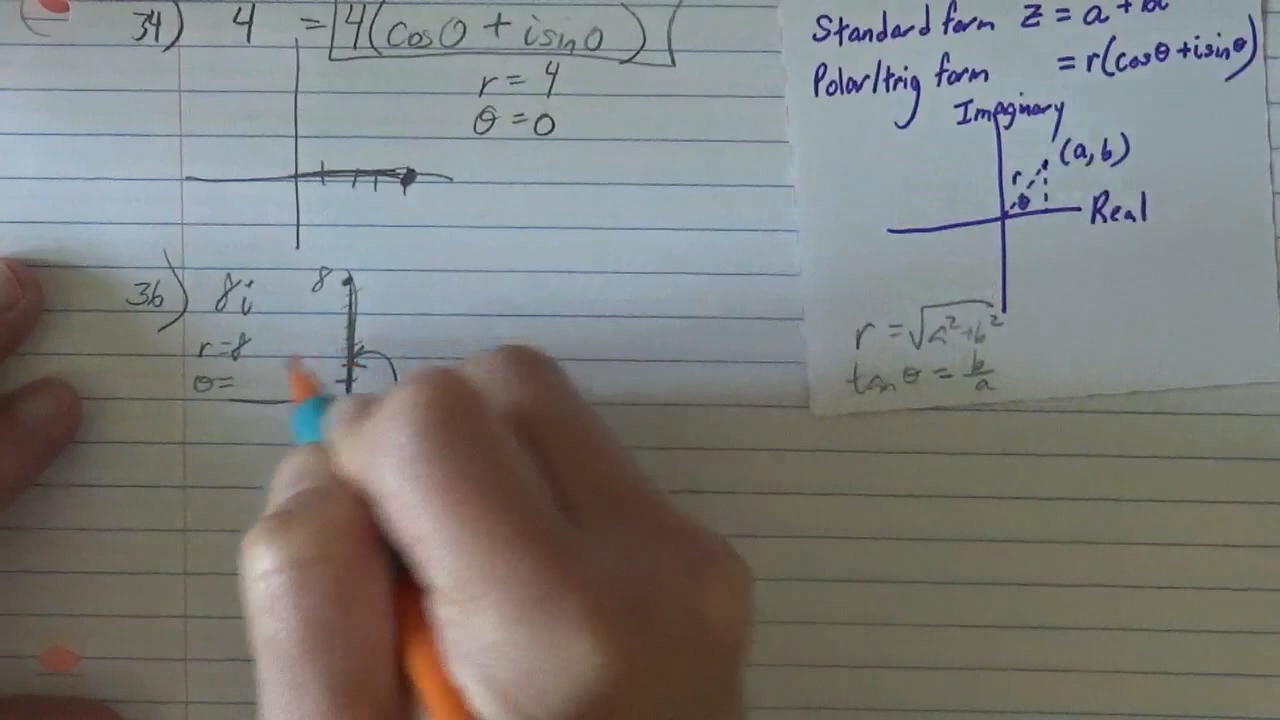 34) 4 = 4(cos0 + isin0)
r = 4
θ = 0
36) 8i
8
r=8
θ=
Standard form z = a + bi
Polar/trig form = r(cosθ+isinθ)
Imaginary
(a,b)
r
θ
Real
r = √a²+b²
tan θ = b/a